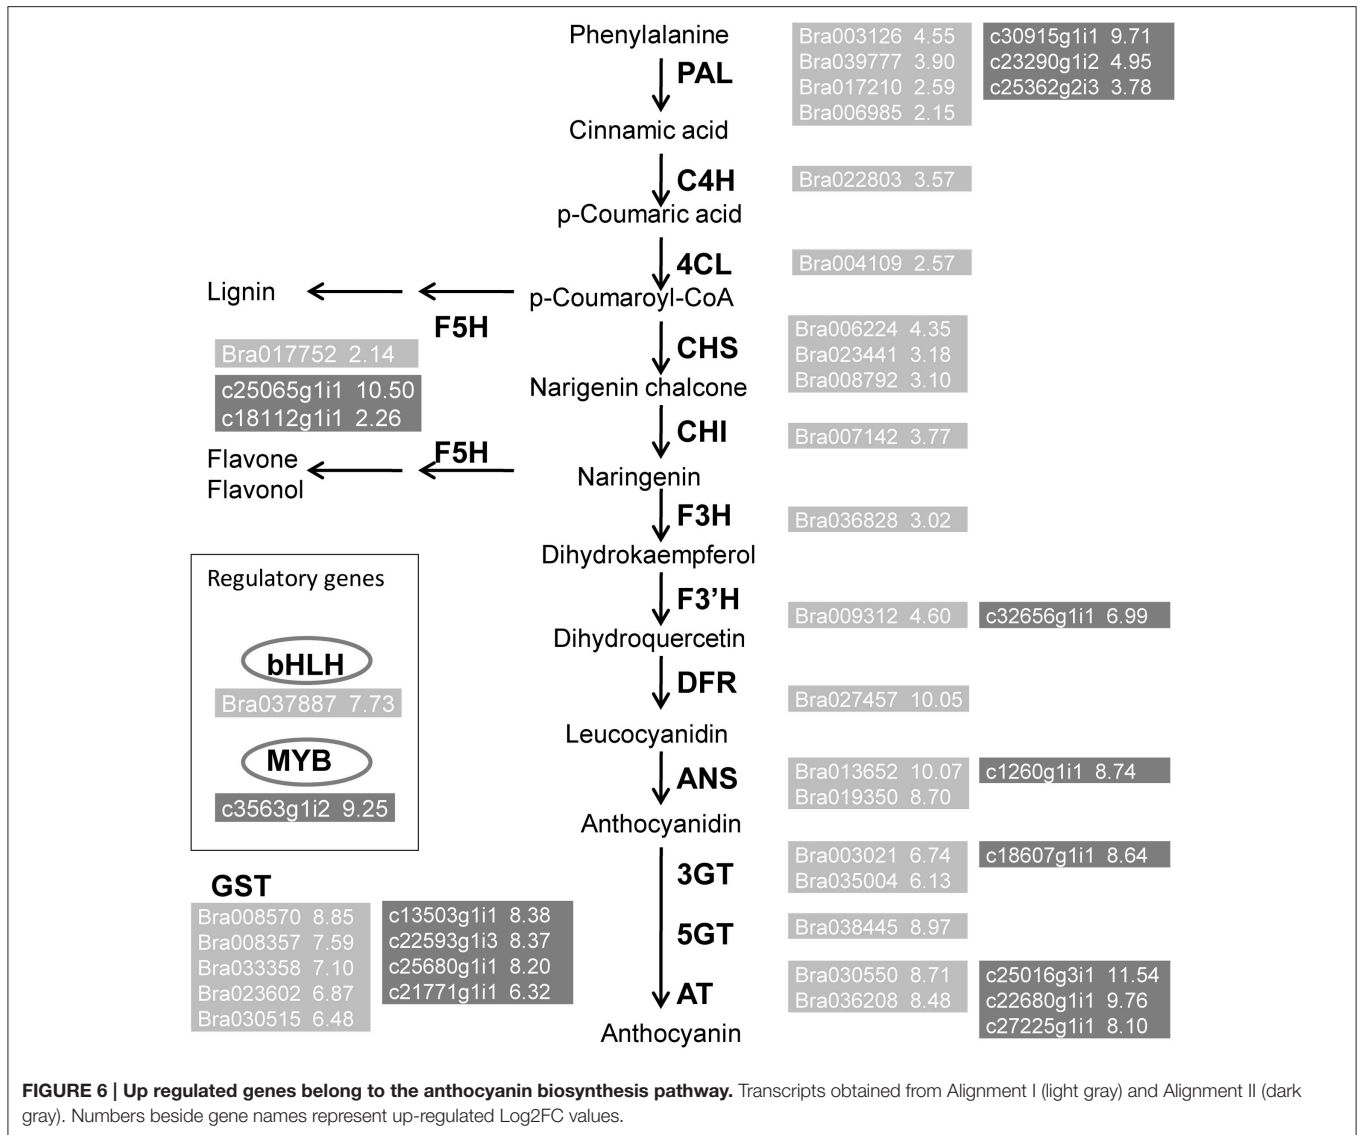 Phenylalanine
PAL
Bra003126 4.55
Bra039777 3.90
Bra017210 2.59
Bra006985 2.15
c30915g1i1 9.71
c23290g1i2 4.95
c25362g2i3 3.78
Cinnamic acid
C4H
Bra022803 3.57
p-Coumaric acid
4CL
Bra004109 2.57
p-Coumaroyl-CoA
Lignin
F5H
Bra017752 2.14
c25065g1i1 10.50
c18112g1i1 2.26
CHS
Bra006224 4.35
Bra023441 3.18
Bra008792 3.10
Narigenin chalcone
CHI
Bra007142 3.77
Flavone
Flavonol
F5H
Naringenin
F3H
Bra036828 3.02
Dihydrokaempferol
F3’H
Bra009312 4.60
c32656g1i1 6.99
Dihydroquercetin
DFR
Bra027457 10.05
Leucocyanidin
ANS
Bra013652 10.07
Bra019350 8.70
c1260g1i1 8.74
Anthocyanidin
3GT
Bra003021 6.74
Bra035004 6.13
c18607g1i1 8.64
5GT
Bra038445 8.97
AT
Bra030550 8.71
Bra036208 8.48
c25016g3i1 11.54
c22680g1i1 9.76
c27225g1i1 8.10
Anthocyanin
Regulatory genes
bHLH
Bra037887 7.73
MYB
c3563g1i2 9.25
GST
Bra008570 8.85
Bra008357 7.59
Bra033358 7.10
Bra023602 6.87
Bra030515 6.48
c13503g1i1 8.38
c22593g1i3 8.37
c25680g1i1 8.20
c21771g1i1 6.32
FIGURE 6 | Up regulated genes belong to the anthocyanin biosynthesis pathway. Transcripts obtained from Alignment I (light gray) and Alignment II (dark
gray). Numbers beside gene names represent up-regulated Log2FC values.